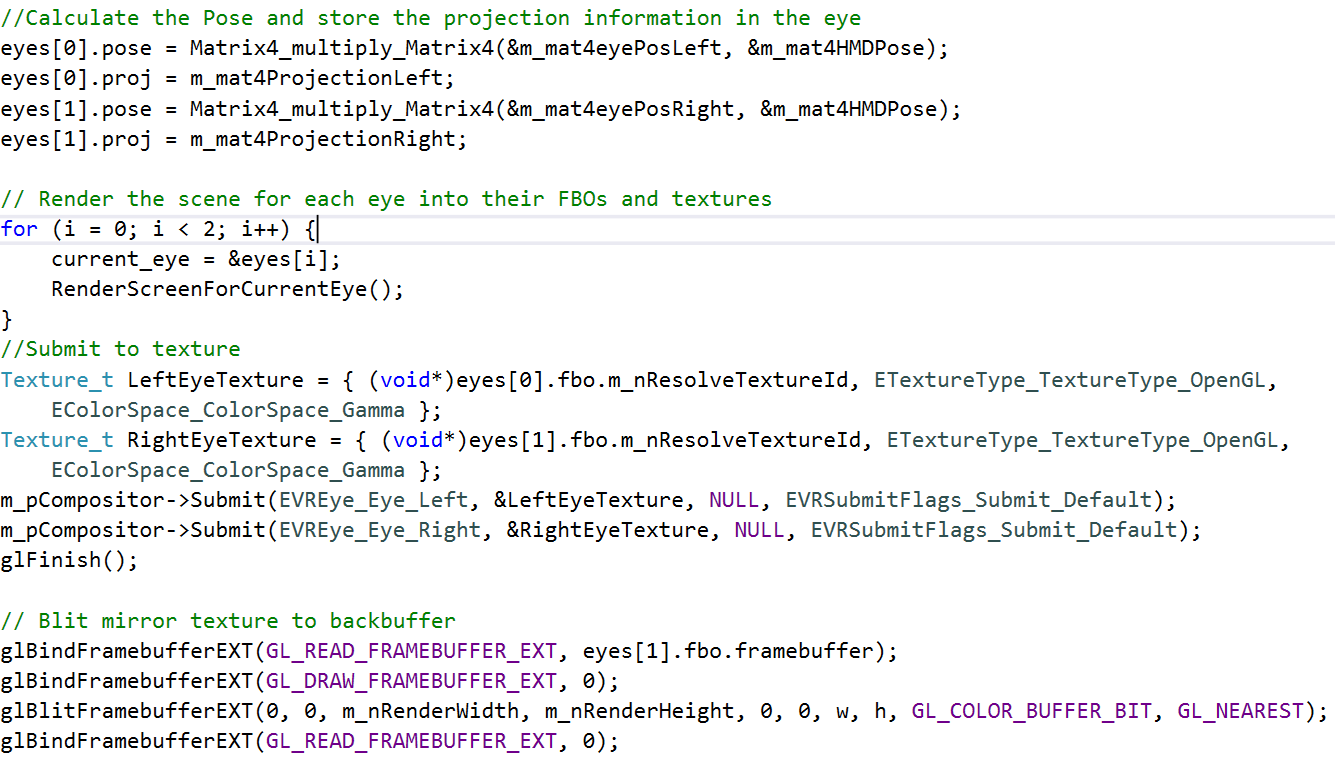 //Calculate the Pose and store the projection information in the eye
eyes[0].pose = Matrix4_multiply_Matrix4(&m_mat4eyePosLeft, &m_mat4HMDPose);
eyes[0].proj = m_mat4ProjectionLeft;
eyes[1].pose = Matrix4_multiply_Matrix4(&m_mat4eyePosRight, &m_mat4HMDPose);
eyes[1].proj = m_mat4ProjectionRight;

// Render the scene for each eye into their FBOs and textures
for (i = 0; i < 2; i++) {
    current_eye = &eyes[i];
    RenderScreenForCurrentEye();
}
//Submit to texture
Texture_t LeftEyeTexture = { (void*)eyes[0].fbo.m_nResolveTextureId, ETextureType_TextureType_OpenGL,
    EColorSpace_ColorSpace_Gamma };
Texture_t RightEyeTexture = { (void*)eyes[1].fbo.m_nResolveTextureId, ETextureType_TextureType_OpenGL,
    EColorSpace_ColorSpace_Gamma };
m_pCompositor->Submit(EVREye_Eye_Left, &LeftEyeTexture, NULL, EVRSubmitFlags_Submit_Default);
m_pCompositor->Submit(EVREye_Eye_Right, &RightEyeTexture, NULL, EVRSubmitFlags_Submit_Default);
glFinish();

// Blit mirror texture to backbuffer
glBindFramebufferEXT(GL_READ_FRAMEBUFFER_EXT, eyes[1].fbo.framebuffer);
glBindFramebufferEXT(GL_DRAW_FRAMEBUFFER_EXT, 0);
glBlitFramebufferEXT(0, 0, m_nRenderWidth, m_nRenderHeight, 0, 0, w, h, GL_COLOR_BUFFER_BIT, GL_NEAREST);
glBindFramebufferEXT(GL_READ_FRAMEBUFFER_EXT, 0);